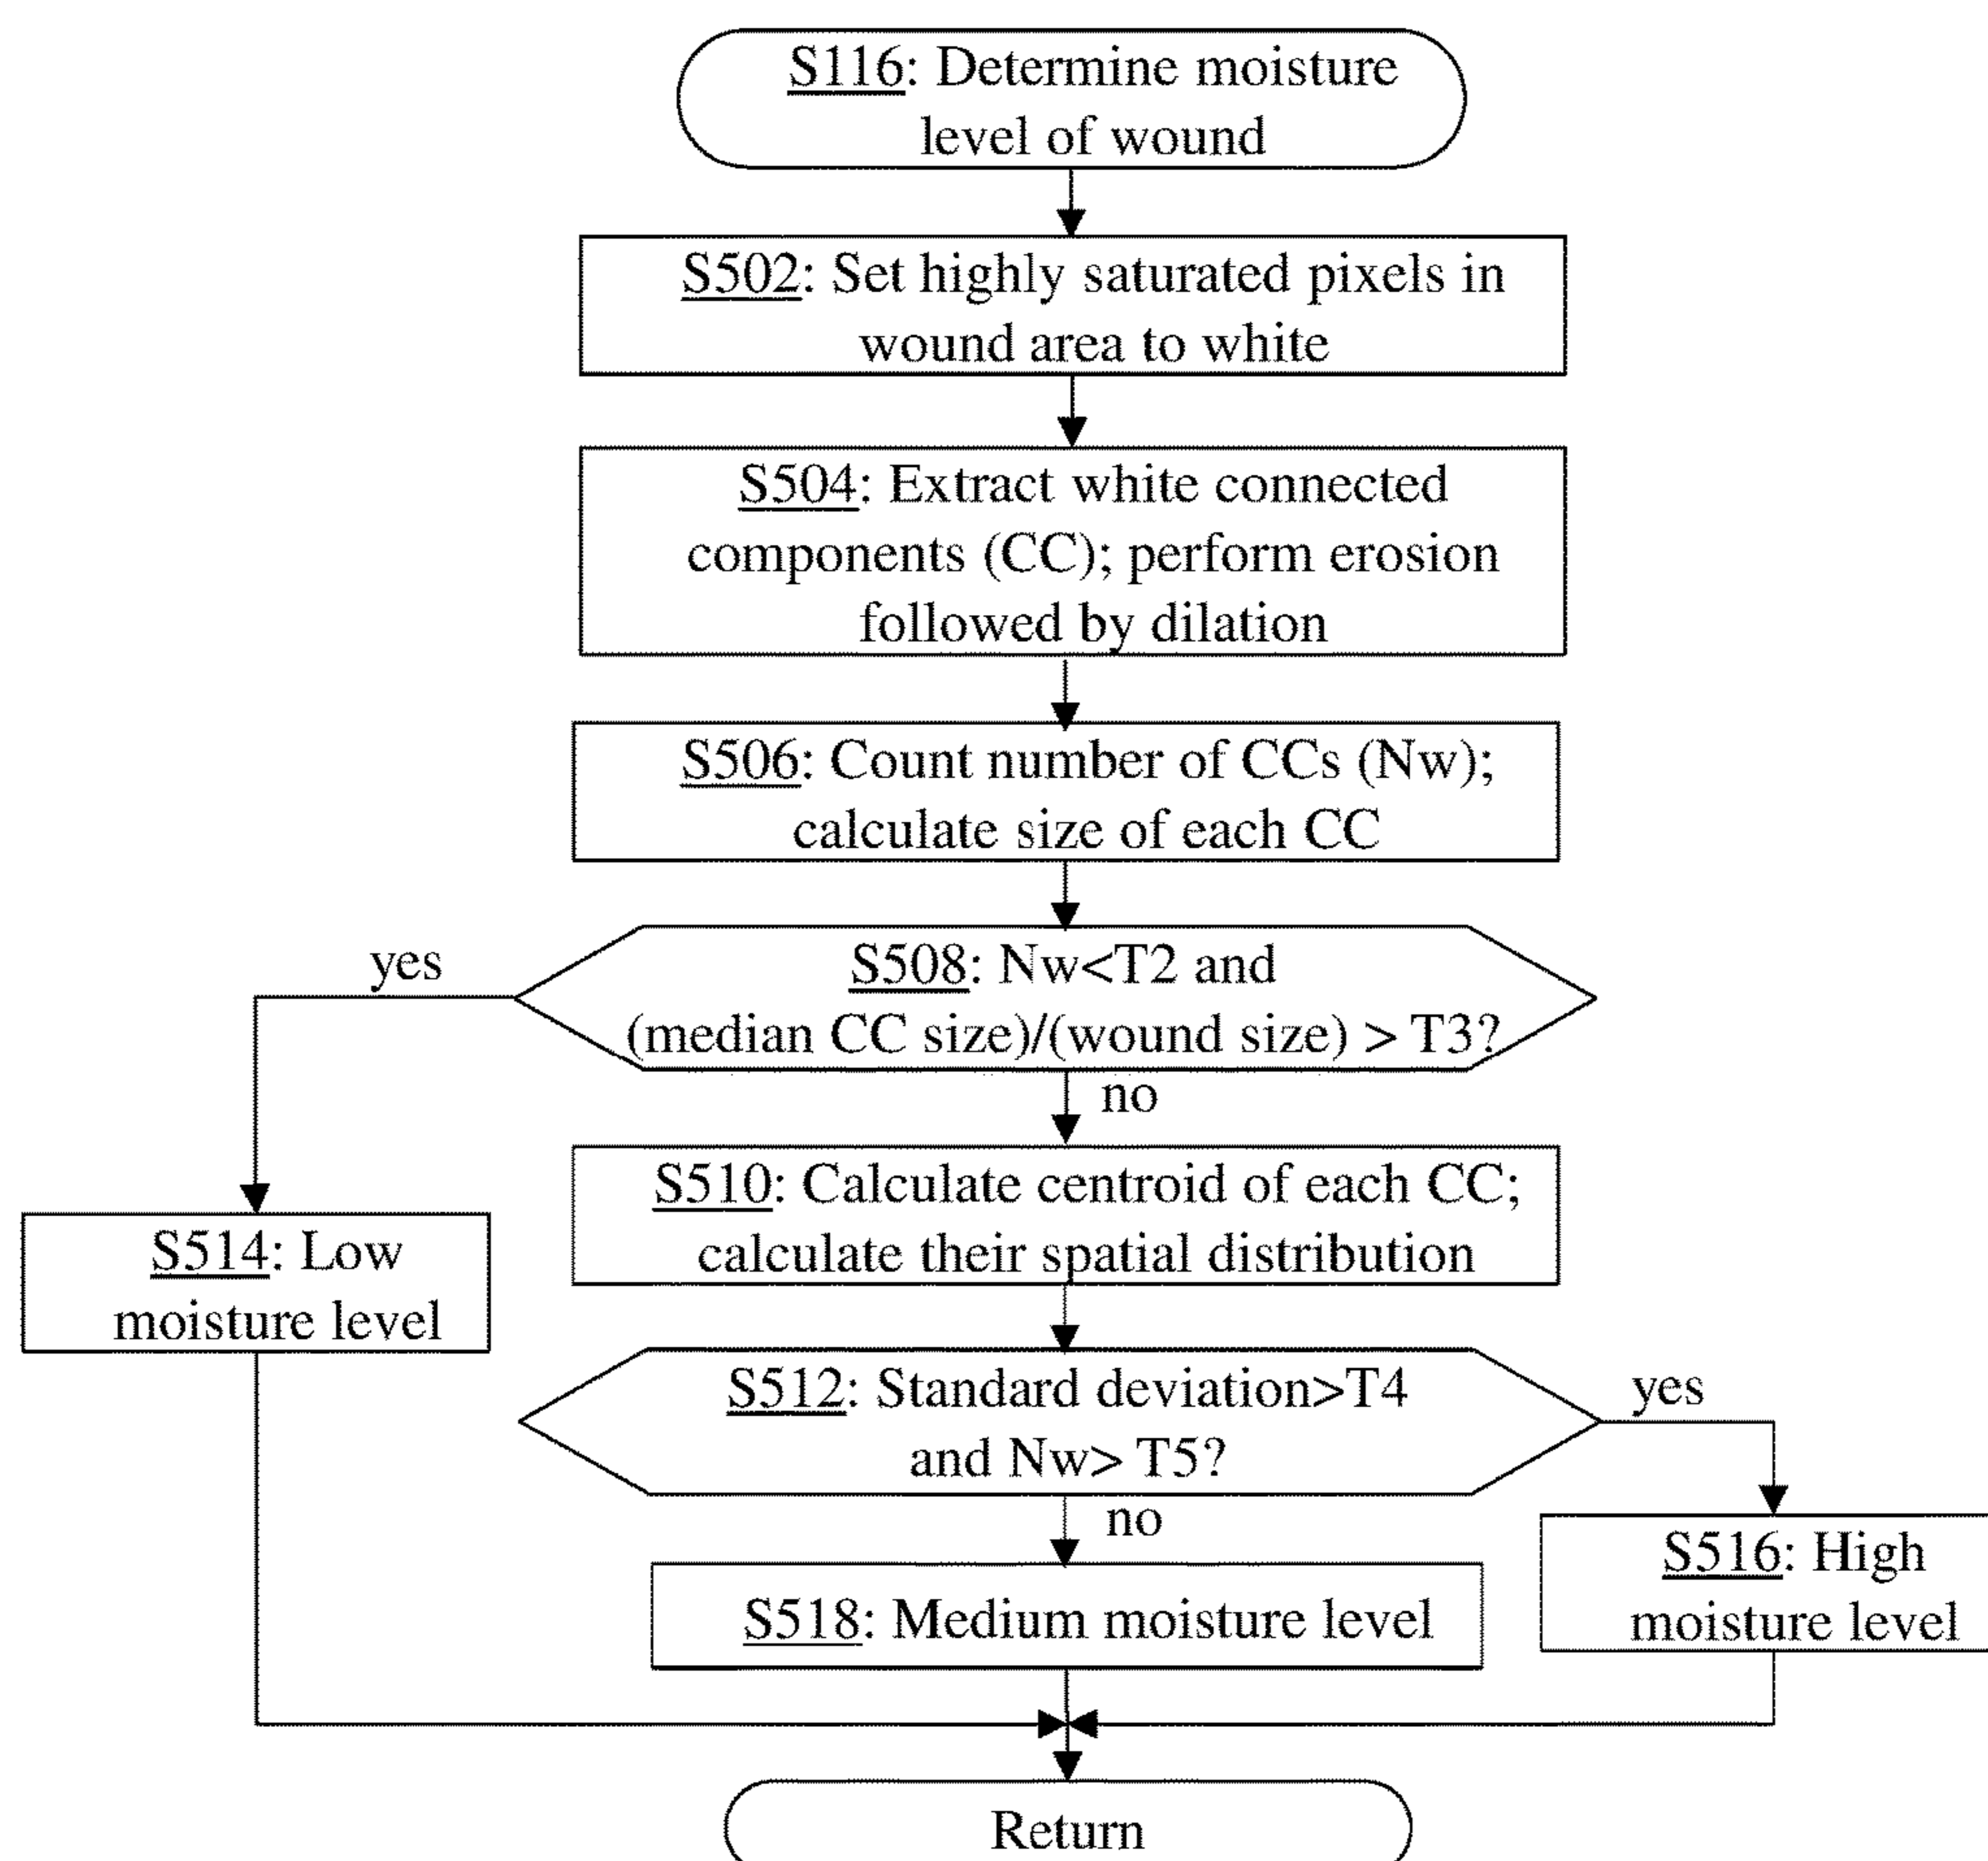 S116: Determine moisture
level of wound
S502: Set highly saturated pixels in
wound area to white
S504: Extract white connected
components (CC); perform erosion
followed by dilation
S506: Count number of CCs (Nw);
calculate size of each CC
yes
S508: Nw<T2 and
(median CC size)/(wound size) > T3?
no
S510: Calculate centroid of each CC;
calculate their spatial distribution
S514: Low
moisture level
S512: Standard deviation>T4
and Nw> T5?
yes
no
S516: High
moisture level
S518: Medium moisture level
Return